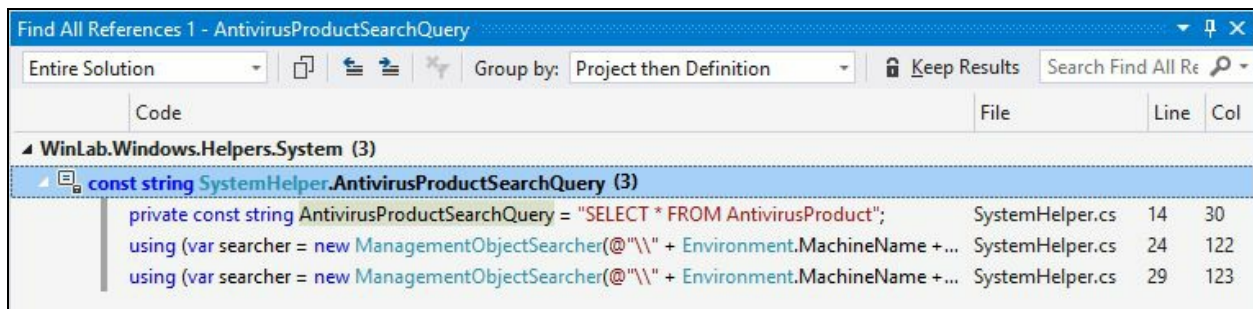 Find All References 1 - AntivirusProductSearchQuery
Entire Solution Group by: Project then Definition Keep Results Search Find All Re
Code File Line Col
WinLab.Windows.Helpers.System (3)
const string SystemHelper.AntivirusProductSearchQuery (3)
private const string AntivirusProductSearchQuery = "SELECT * FROM AntivirusProduct"; SystemHelper.cs 14 30
using (var searcher = new ManagementObjectSearcher(@"\\" + Environment.MachineName +... SystemHelper.cs 24 122
using (var searcher = new ManagementObjectSearcher(@"\\" + Environment.MachineName +... SystemHelper.cs 29 123